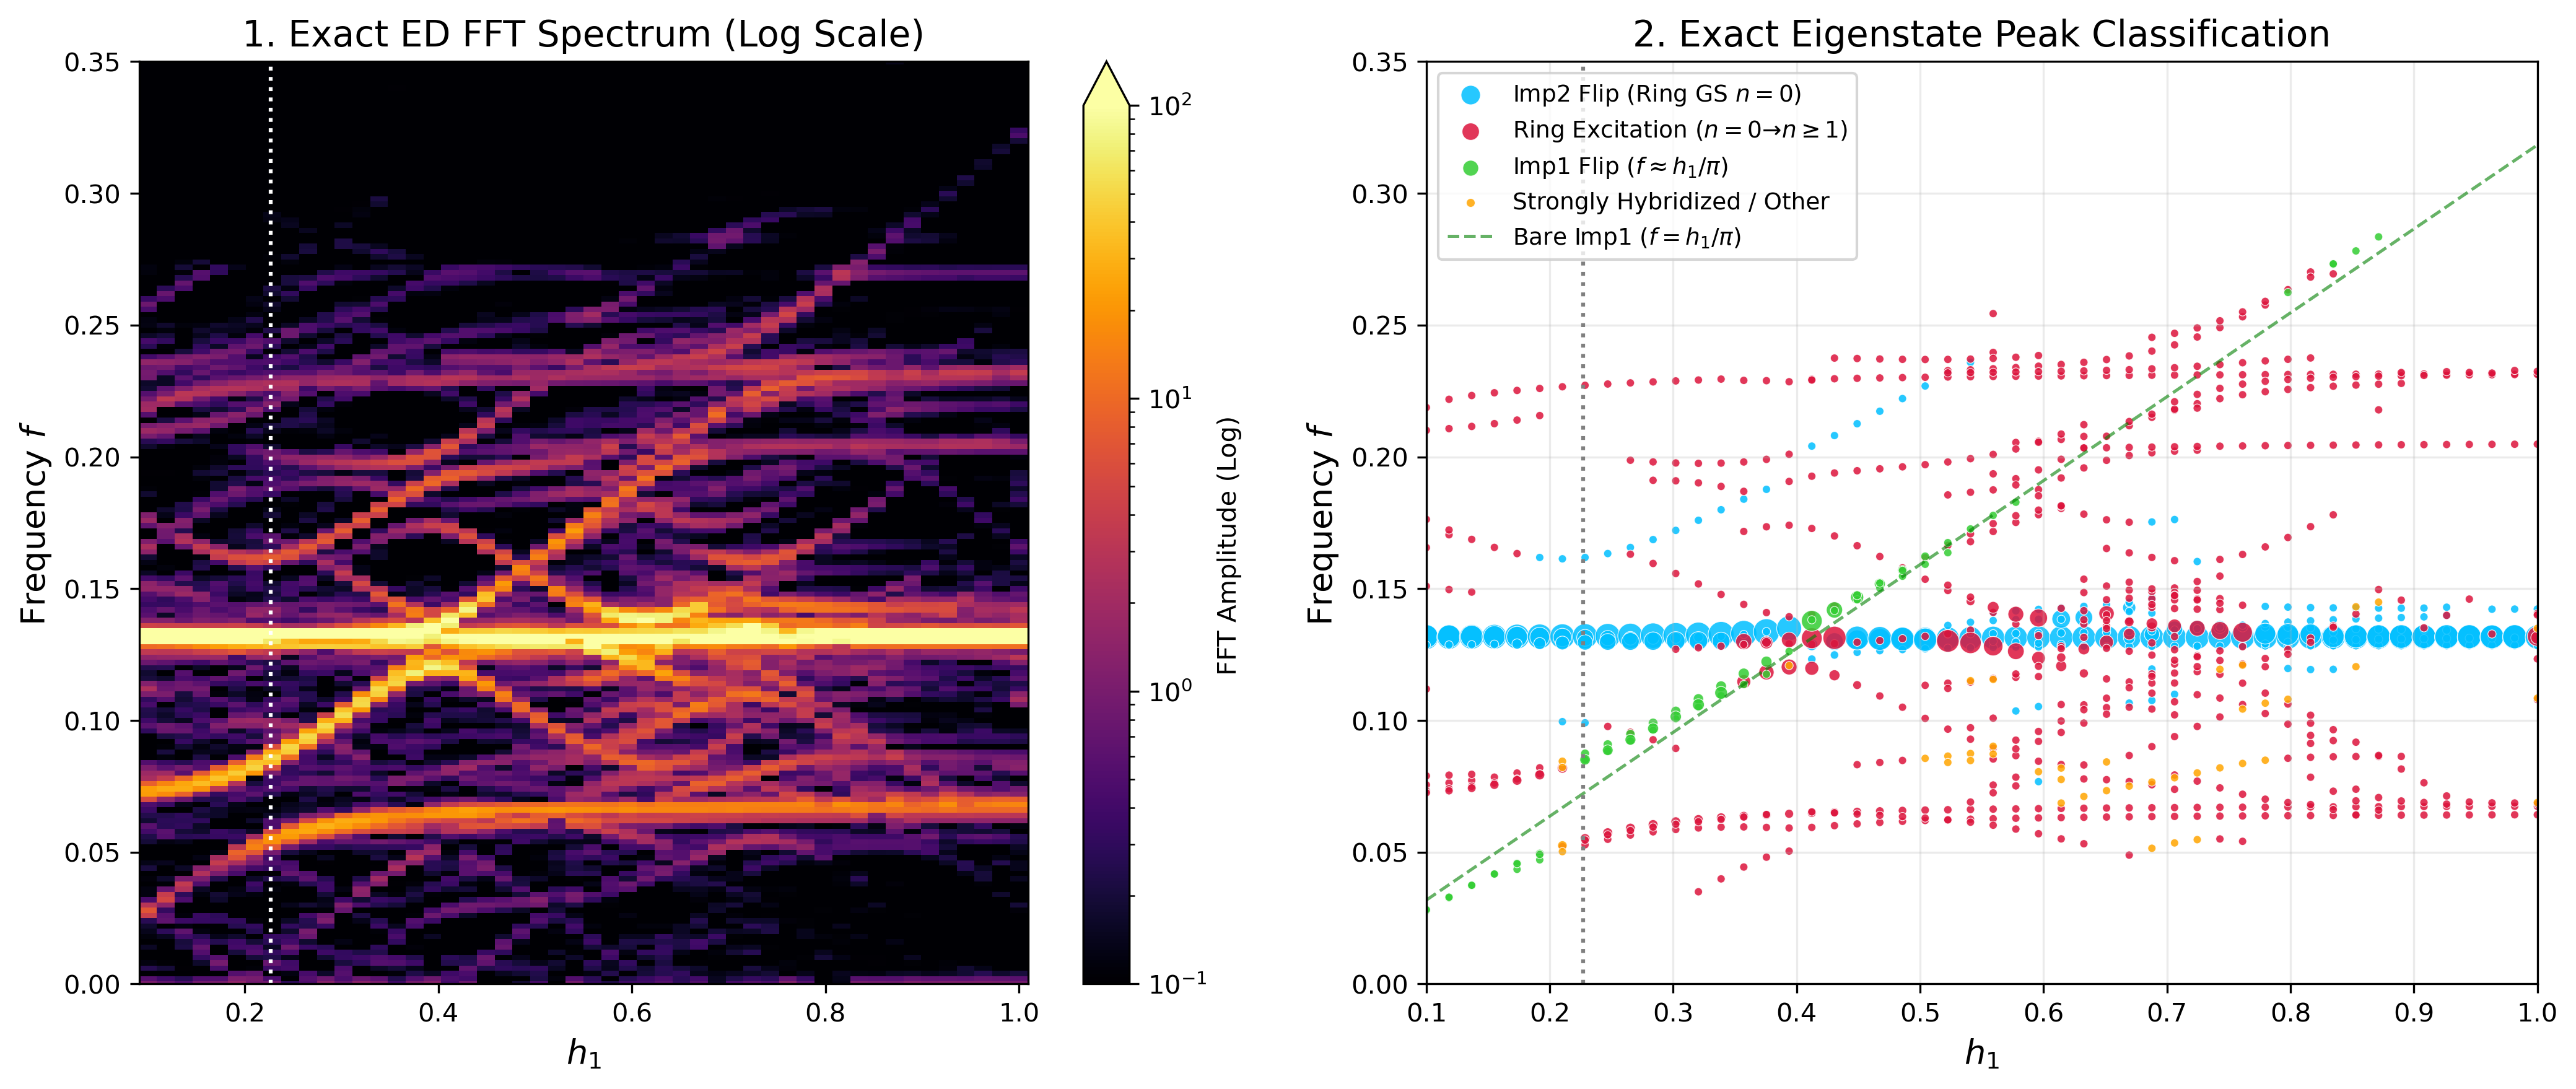 1. Exact ED FFT Spectrum (Log Scale)
Frequency f
0.35
0.30
0.25
0.20
0.15
0.10
0.05
0.00
0.2
0.4
0.6
0.8
1.0
h₁
10²
10¹
10⁰
10⁻¹
FFT Amplitude (Log)
2. Exact Eigenstate Peak Classification
Frequency f
0.35
0.30
0.25
0.20
0.15
0.10
0.05
0.00
Imp2 Flip (Ring GS n = 0)
Ring Excitation (n = 0→n ≥ 1)
Imp1 Flip (f ≈ h₁/π)
Strongly Hybridized / Other
Bare Imp1 (f = h₁/π)
0.1
0.2
0.3
0.4
0.5
0.6
0.7
0.8
0.9
1.0
h₁